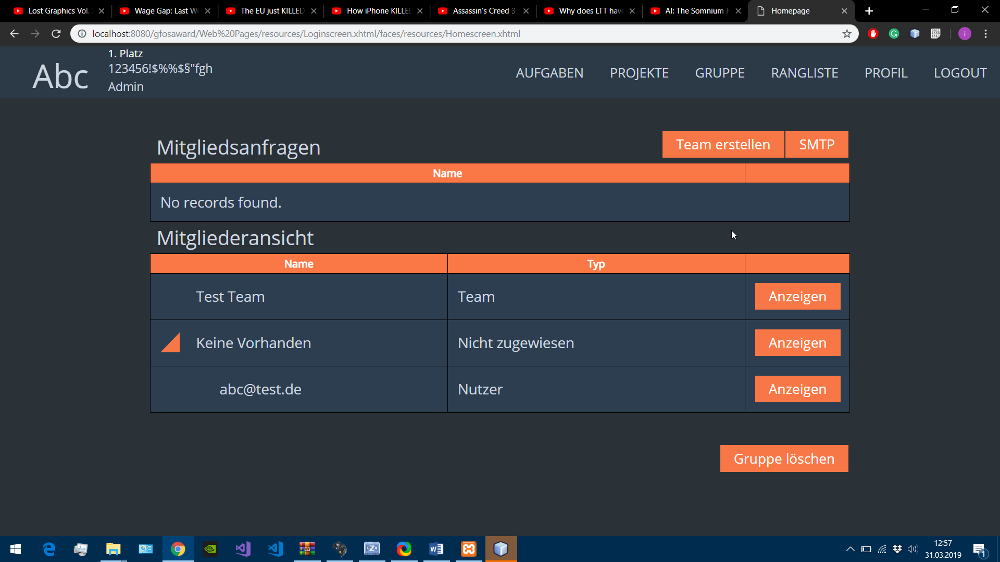 Lost Graphics Vol.
Wage Gap: Last We
The EU just KILLED
How iPhone KILLED
Assassin's Creed 3
Why does LTT have
AI: The Somnium F
Homepage
localhost:8080/gfosaward/Web%20Pages/resources/Loginscreen.xhtml/faces/resources/Homescreen.xhtml
Abc
1. Platz
123456!$%%$§"fgh
Admin
AUFGABEN PROJEKTE GRUPPE RANGLISTE PROFIL LOGOUT
Mitgliedsanfragen
Team erstellen SMTP
Name
No records found.
Mitgliederansicht
Name Typ
Test Team Team Anzeigen
Keine Vorhanden Nicht zugewiesen Anzeigen
abc@test.de Nutzer Anzeigen
Gruppe löschen
12:57
31.03.2019
1